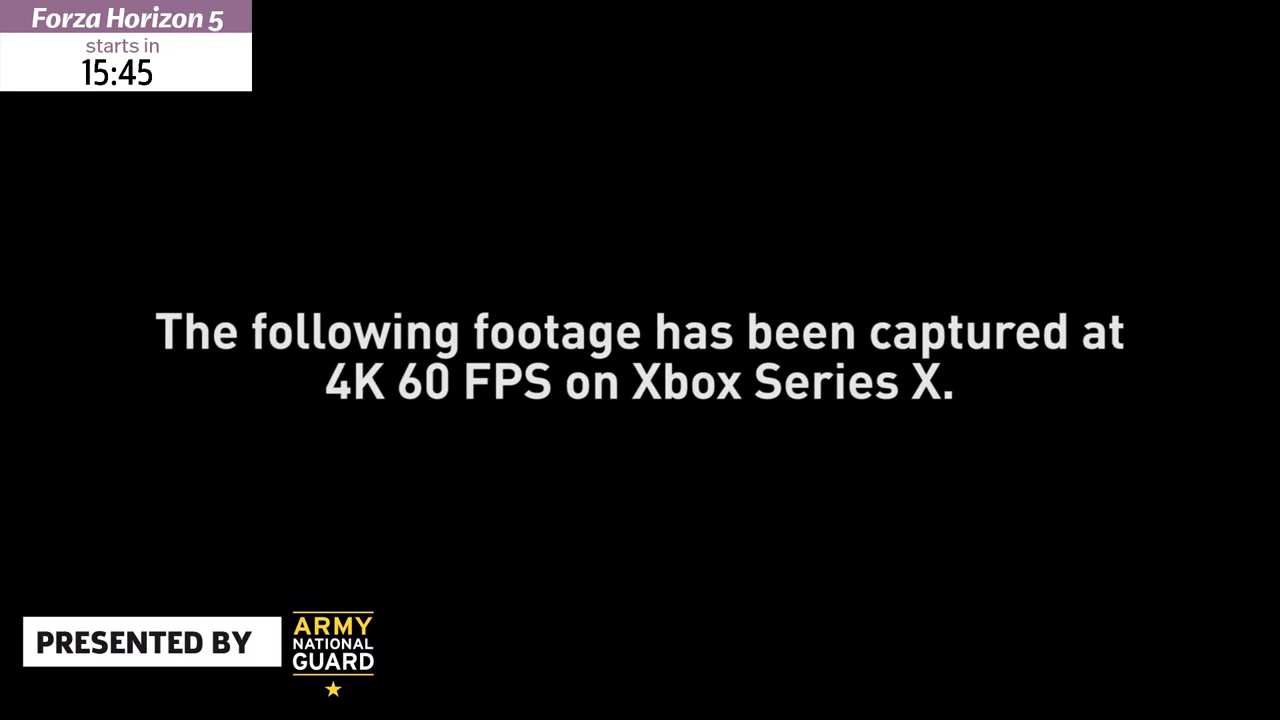 Forza Horizon 5
starts in
15:45
The following footage has been captured at
4K 60 FPS on Xbox Series X.
PRESENTED BY
ARMY
NATIONAL
GUARD